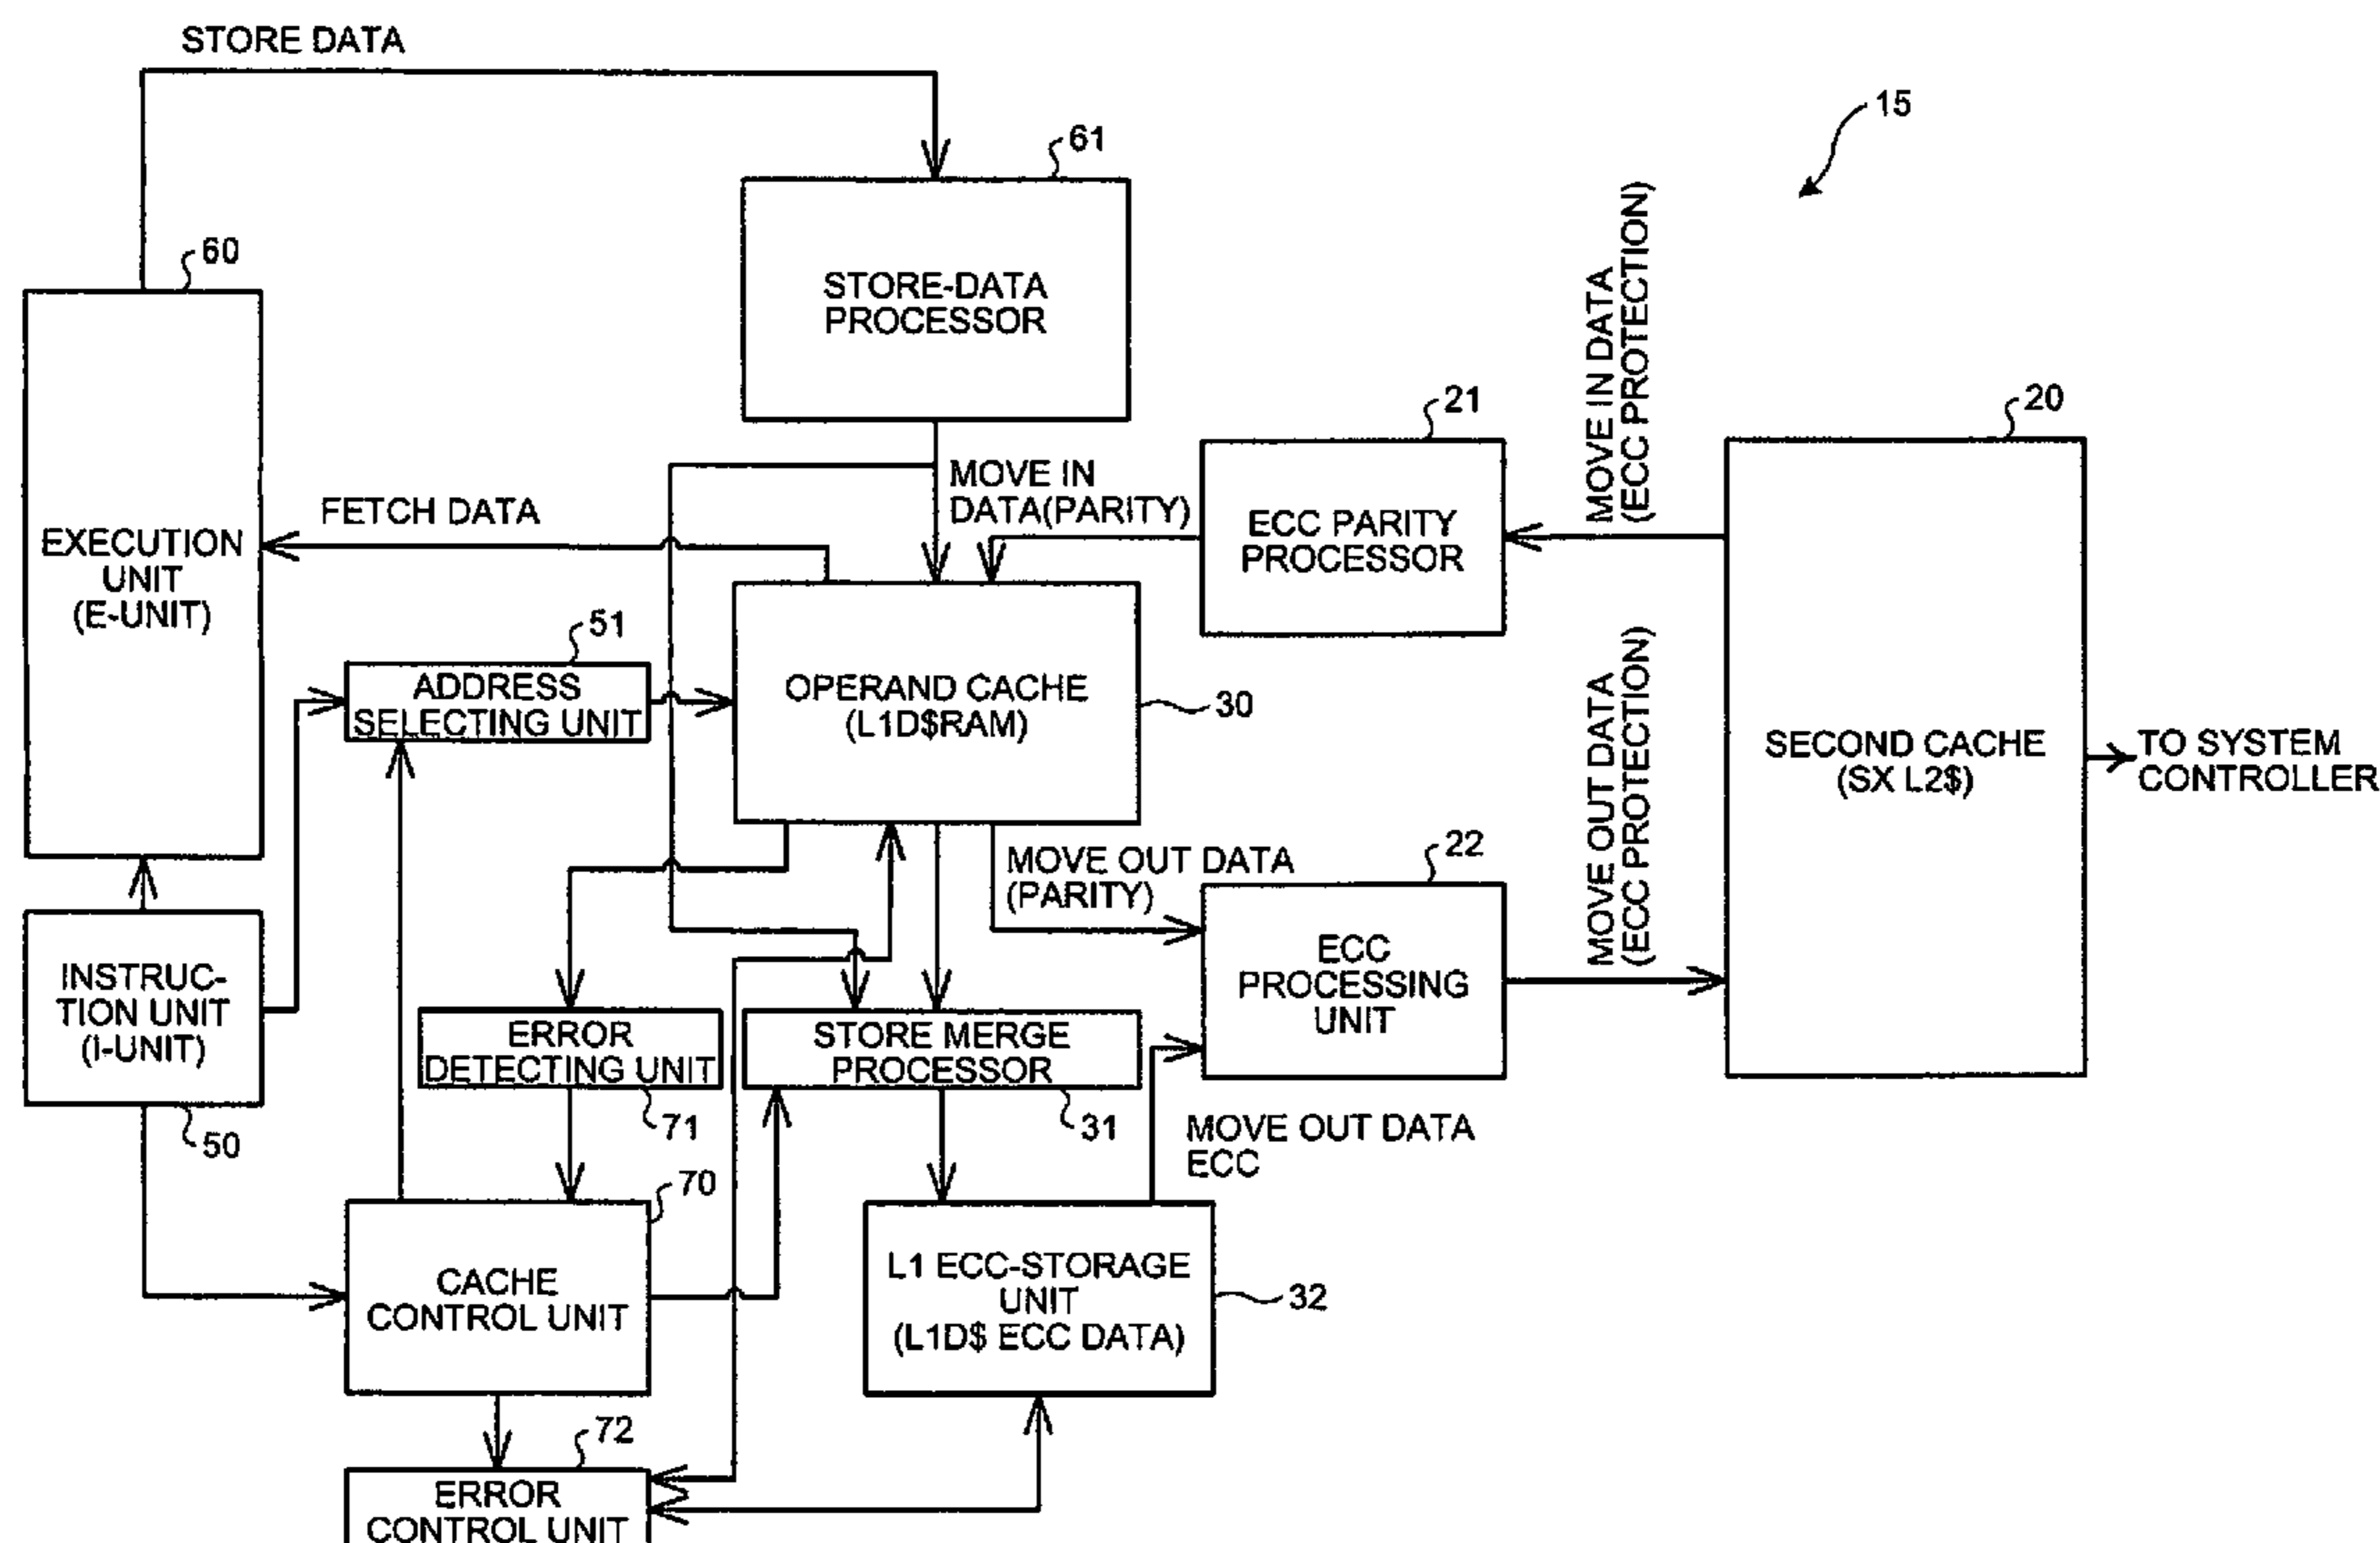 STORE DATA
15
61
60
STORE-DATA
PROCESSOR
MOVE IN DATA
(ECC PROTECTION)
21
20
MOVE IN
DATA(PARITY)
FETCH DATA
ECC PARITY
PROCESSOR
EXECUTION
UNIT
(E-UNIT)
51
ADDRESS
SELECTING UNIT
OPERAND CACHE
(L1D$RAM)
30
MOVE OUT DATA
(ECC PROTECTION)
SECOND CACHE
(SX L2$)
TO SYSTEM
CONTROLLER
22
MOVE OUT DATA
(PARITY)
ECC
PROCESSING
UNIT
INSTRUC-
TION UNIT
(I-UNIT)
50
ERROR
DETECTING UNIT
71
STORE MERGE
PROCESSOR
31
MOVE OUT DATA
ECC
70
CACHE
CONTROL UNIT
L1 ECC-STORAGE
UNIT
(L1D$ ECC DATA)
32
72
ERROR
CONTROL UNIT